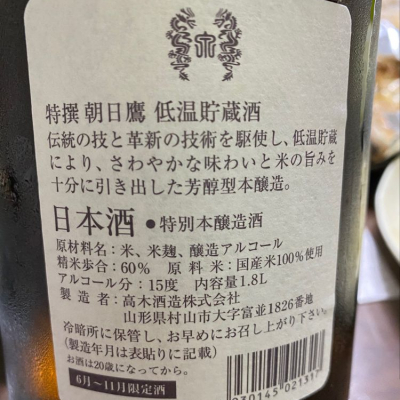 特撰 朝日鷹 低温貯蔵酒
伝統の技と革新の技術を駆使し、低温貯蔵
により、さわやかな味わいと米の旨みを
十分に引き出した芳醇型本醸造。
日本酒 ●特別本醸造酒
原材料名：米、米麹、醸造アルコール
精米歩合：60％ 原料米：国産米100％使用
アルコール分：15度 内容量1.8L
製造者：高木酒造株式会社
山形県村山市大字富並1826番地
冷暗所に保管し、お早めにお召し上がり下さい。
(製造年月は表貼りに記載)
お酒は20歳になってから。
6月～11月限定酒